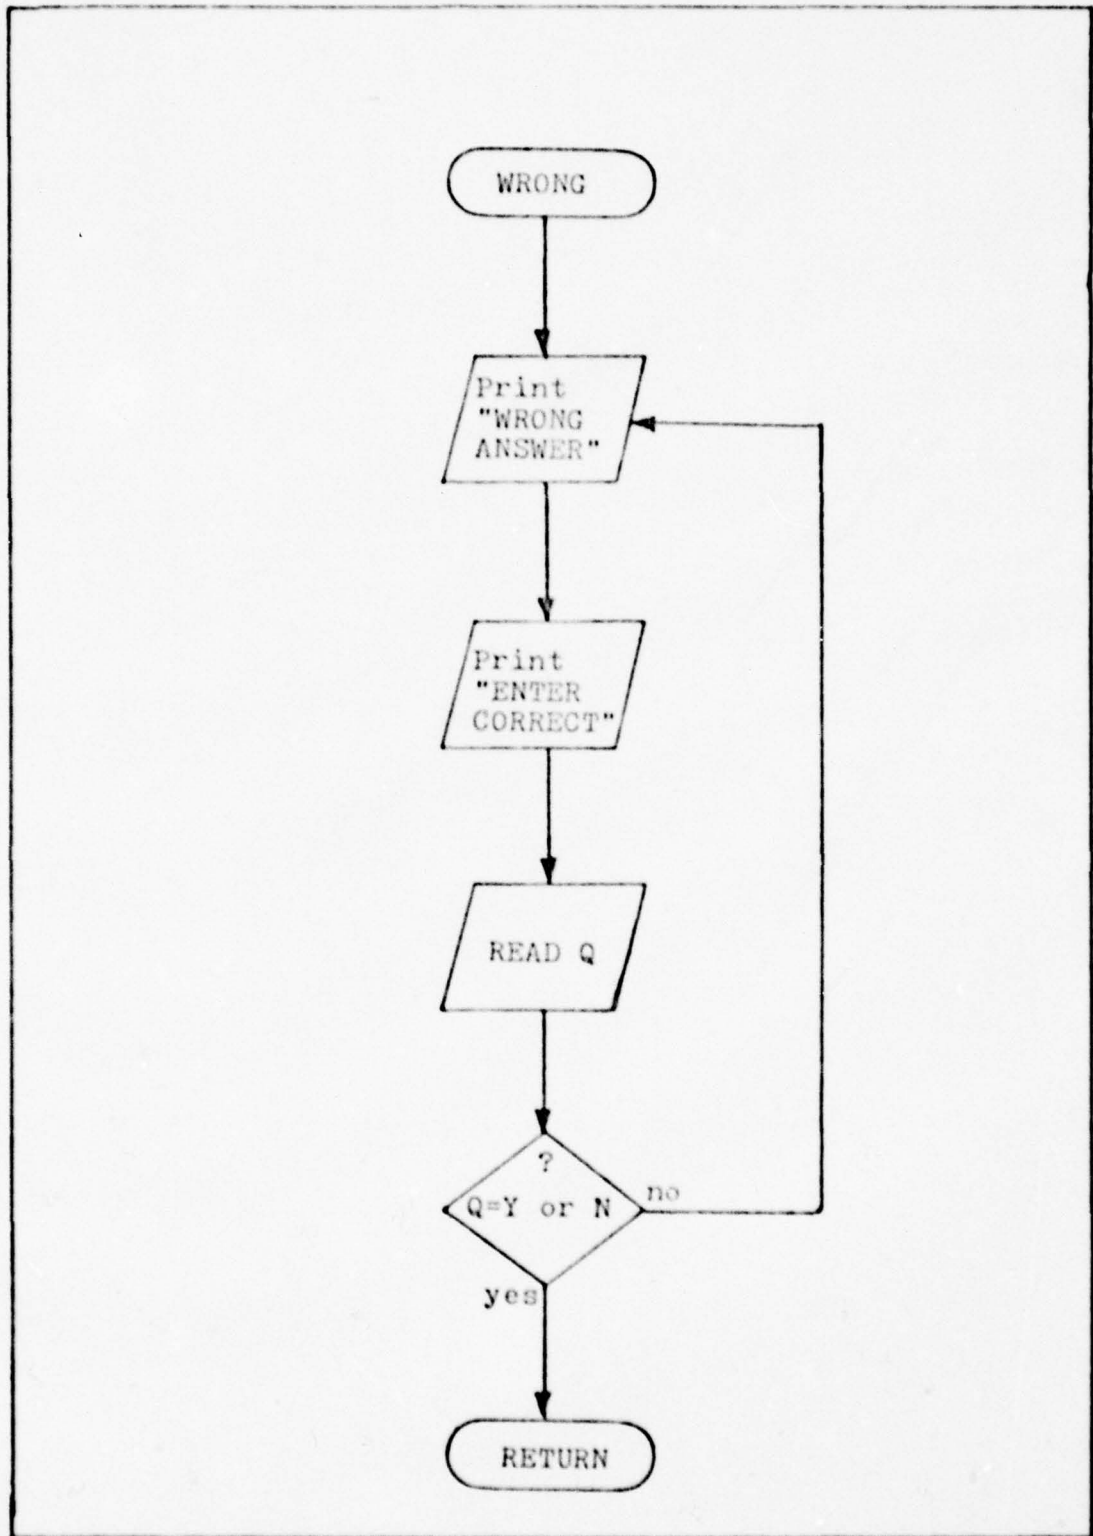 WRONG
Print
"WRONG
ANSWER"
Print
"ENTER
CORRECT"
READ Q
?
Q=Y or N
no
yes
RETURN